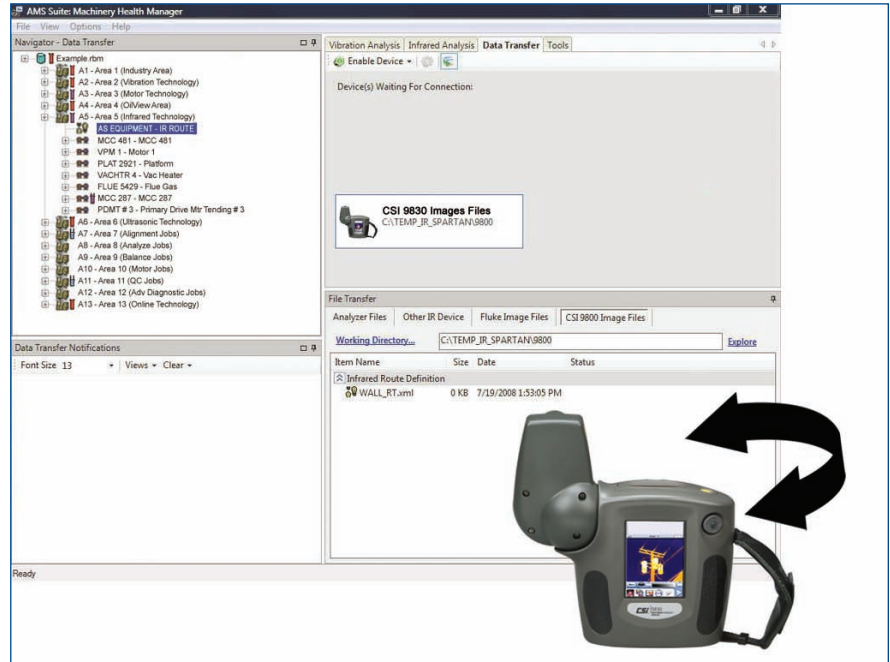 AMS Suite: Machinery Health Manager
File View Options Help
Navigator - Data Transfer
Example.rbm
A1 - Area 1 (Industry Area)
A2 - Area 2 (Vibration Technology)
A3 - Area 3 (Motor Technology)
A4 - Area 4 (OilView Area)
A5 - Area 5 (Infrared Technology)
AS EQUIPMENT - IR ROUTE
MCC 481 - MCC 481
VPM 1 - Motor 1
PLAT 2921 - Platform
VACHTR 4 - Vac Heater
FLUE 5429 - Flue Gas
MCC 287 - MCC 287
PDMT # 3 - Primary Drive Mtr Tending # 3
A6 - Area 6 (Ultrasonic Technology)
A7 - Area 7 (Alignment Jobs)
A8 - Area 8 (Analyze Jobs)
A9 - Area 9 (Balance Jobs)
A10 - Area 10 (Motor Jobs)
A11 - Area 11 (QC Jobs)
A12 - Area 12 (Adv Diagnostic Jobs)
A13 - Area 13 (Online Technology)
Data Transfer Notifications
Font Size 13 Views Clear
Ready
Vibration Analysis Infrared Analysis Data Transfer Tools
Enable Device
Device(s) Waiting For Connection:
CSI 9830 Images Files
C:\TEMP_IR_SPARTAN\9800
File Transfer
Analyzer Files Other IR Device Fluke Image Files CSI 9800 Image Files
Working Directory... C:\TEMP_IR_SPARTAN\9800 Explore
Item Name Size Date Status
Infrared Route Definition
WALL_RT.xml 0 KB 7/19/2008 1:53:05 PM
CSI